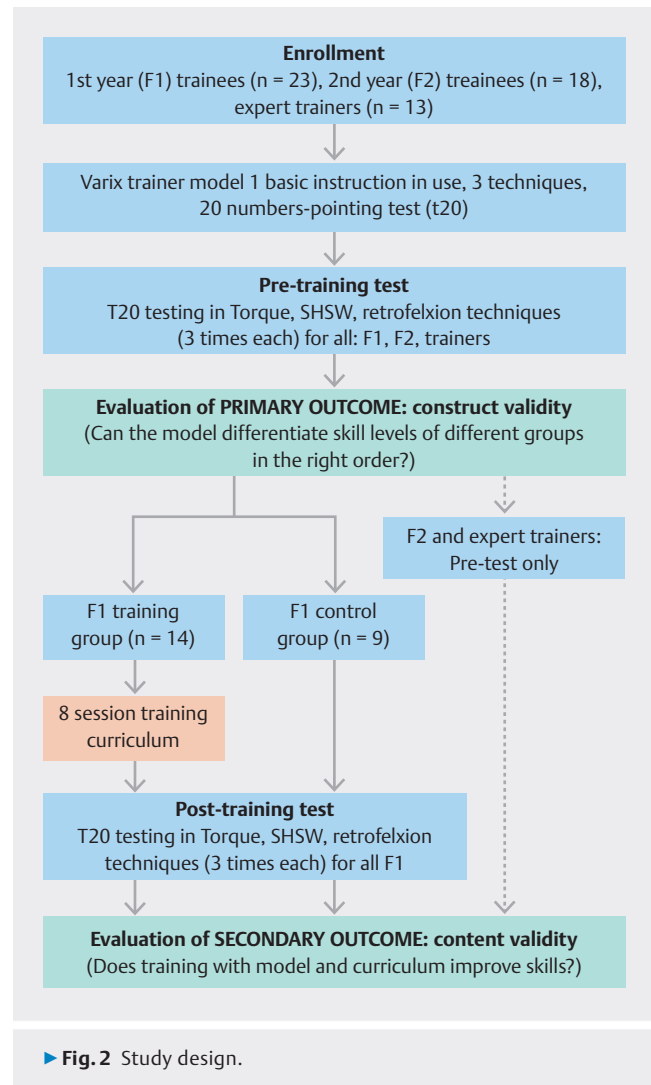 Enrollment
1st year (F1) trainees (n = 23), 2nd year (F2) treainees (n = 18),
expert trainers (n = 13)
Varix trainer model 1 basic instruction in use, 3 techniques,
20 numbers-pointing test (t20)
Pre-training test
T20 testing in Torque, SHSW, retrofelxion techniques
(3 times each) for all: F1, F2, trainers
Evaluation of PRIMARY OUTCOME: construct validity
(Can the model differentiate skill levels of different groups
in the right order?)
F2 and expert trainers:
Pre-test only
F1 training
group (n = 14)
F1 control
group (n = 9)
8 session training
curriculum
Post-training test
T20 testing in Torque, SHSW, retrofelxion
techniques (3 times each) for all F1
Evaluation of SECONDARY OUTCOME: content validity
(Does training with model and curriculum improve skills?)
▶ Fig. 2 Study design.